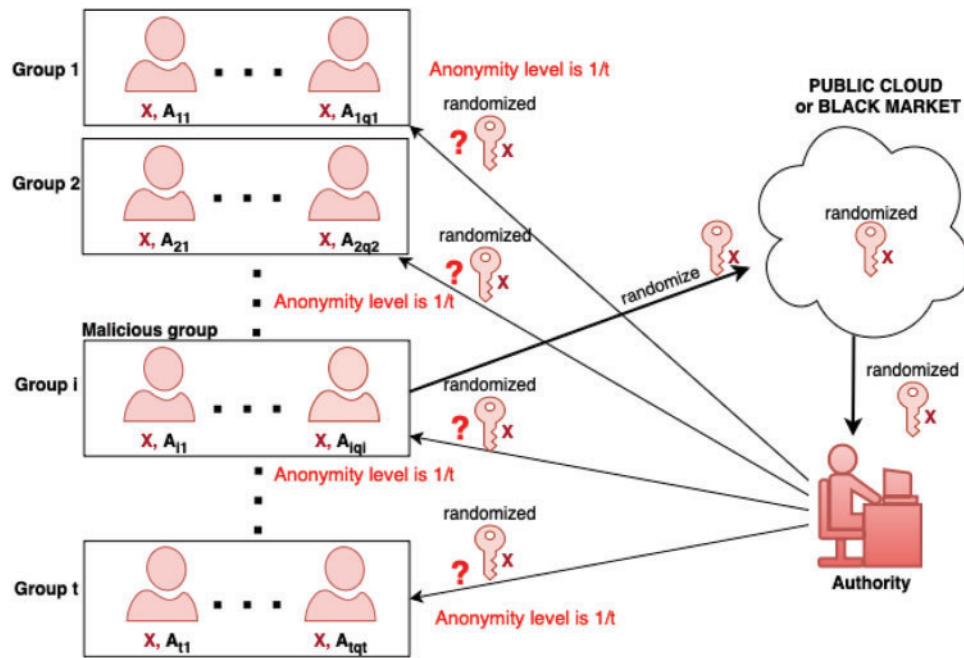 Group 1
X, A11
X, A1q1
Anonymity level is 1/t
randomized
? X
PUBLIC CLOUD
or BLACK MARKET
randomized
X
Group 2
X, A21
X, A2q2
randomized
? X
Anonymity level is 1/t
randomize
X
Malicious group
Group i
X, Ai1
X, Aiqi
randomized
? X
Anonymity level is 1/t
randomized
X
Authority
Group t
X, At1
X, Atqt
randomized
? X
Anonymity level is 1/t